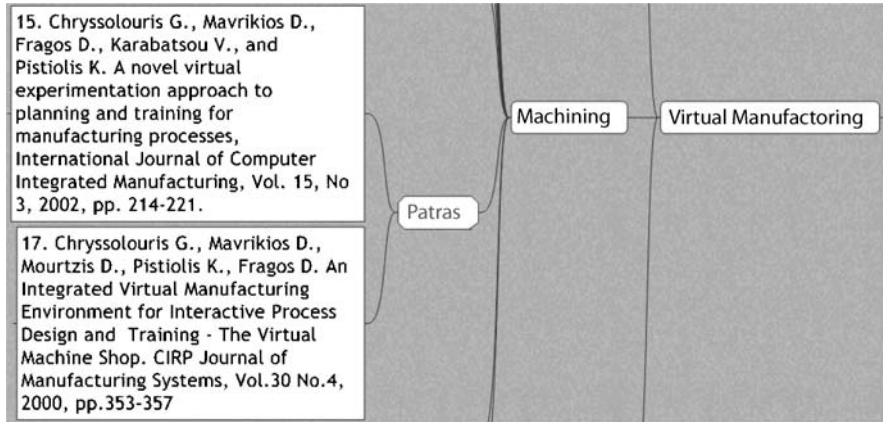 15. Chryssolouris G., Mavrikios D.,
Fragos D., Karabatsou V., and
Pistiolis K. A novel virtual
experimentation approach to
planning and training for
manufacturing processes,
International Journal of Computer
Integrated Manufacturing, Vol. 15, No
3, 2002, pp. 214-221.
17. Chryssolouris G., Mavrikios D.,
Mourtzis D., Pistiolis K., Fragos D. An
Integrated Virtual Manufacturing
Environment for Interactive Process
Design and Training - The Virtual
Machine Shop. CIRP Journal of
Manufacturing Systems, Vol.30 No.4,
2000, pp.353-357
Patras
Machining
Virtual Manufactoring